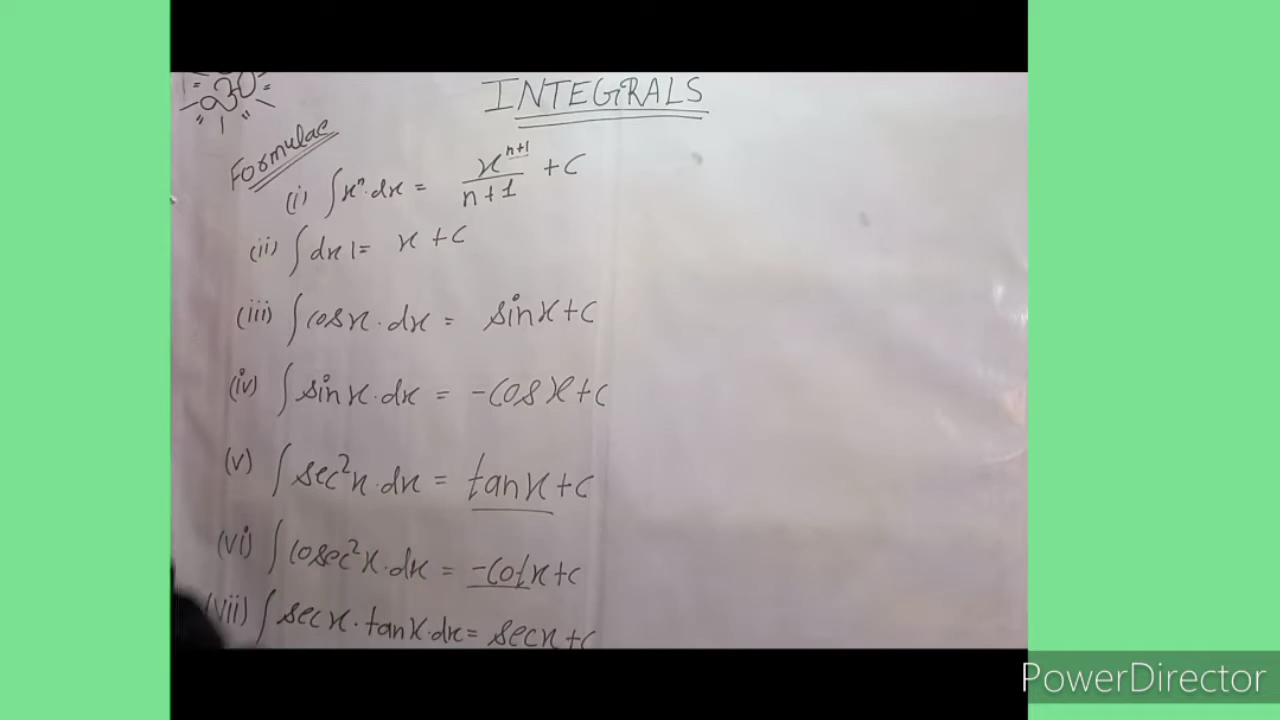 INTEGRALS
Formulae
(i) ∫xⁿ·dx = xⁿ⁺¹/n+1 + C
(ii) ∫dx 1= x + C
(iii) ∫cosx·dx = sinx+C
(iv) ∫sinx·dx = -cosx+C
(v) ∫sec²x·dx = tanx+C
(vi) ∫cosec²x·dx = -cotx+C
(vii) ∫secx·tanx·dx= secx+C
PowerDirector